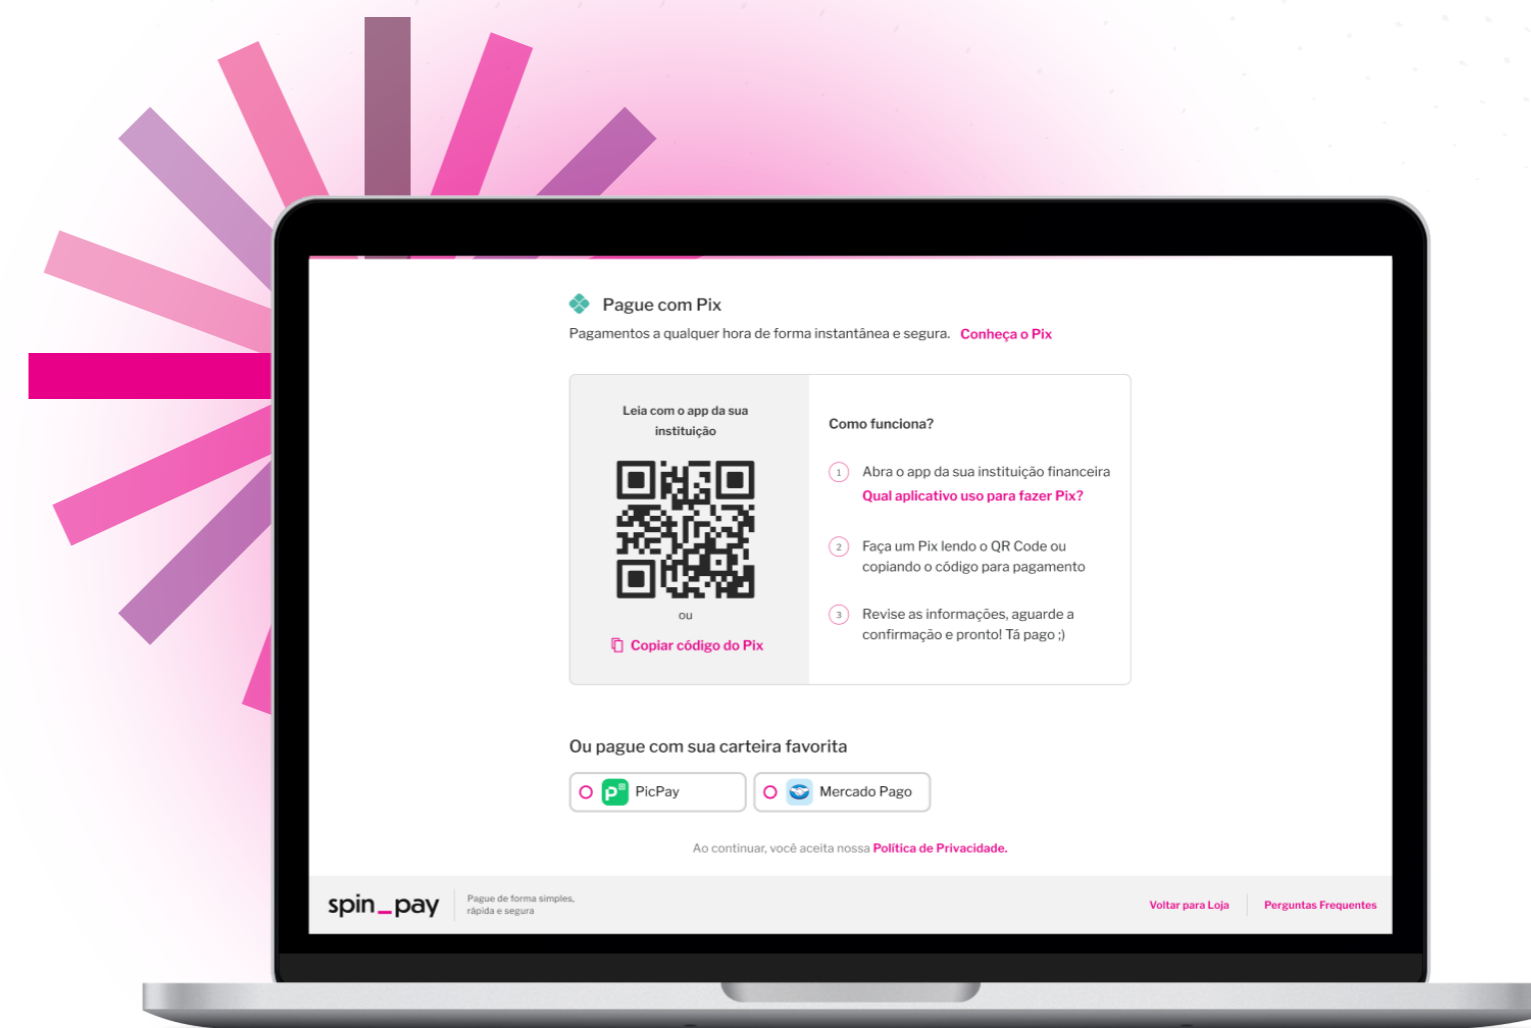 Pague com Pix
Pagamentos a qualquer hora de forma instantânea e segura. Conheça o Pix
Leia com o app da sua
instituição
ou
Copiar código do Pix
Como funciona?
1 Abra o app da sua instituição financeira
Qual aplicativo uso para fazer Pix?
2 Faça um Pix lendo o QR Code ou
copiando o código para pagamento
3 Revise as informações, aguarde a
confirmação e pronto! Tá pago ;)
Ou pague com sua carteira favorita
PicPay
Mercado Pago
Ao continuar, você aceita nossa Política de Privacidade.
spin_pay
Pague de forma simples,
rápida e segura
Voltar para Loja
Perguntas Frequentes